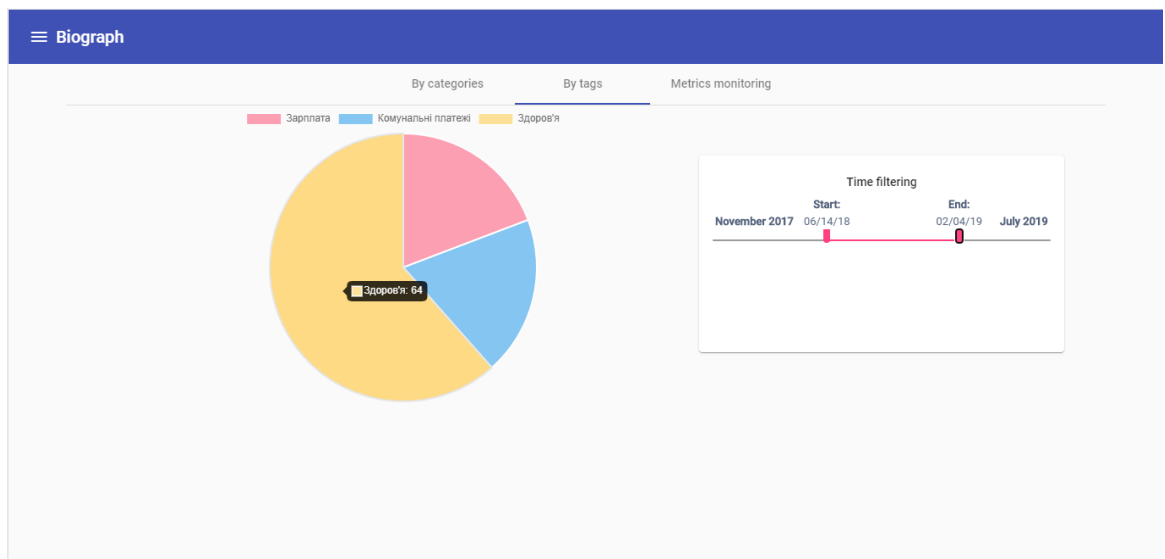 Biograph
By categories By tags Metrics monitoring
Зарплата Комунальні платежі Здоров'я
Здоров'я: 64
Time filtering
Start: End:
November 2017 06/14/18 02/04/19 July 2019